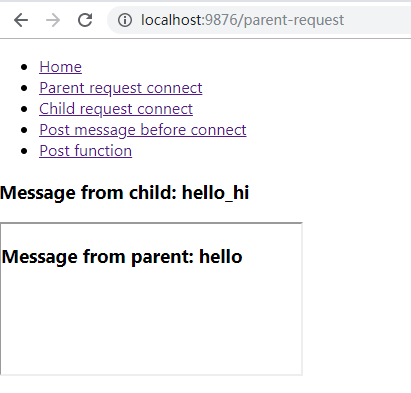 localhost:9876/parent-request
Home
Parent request connect
Child request connect
Post message before connect
Post function
Message from child: hello_hi
Message from parent: hello